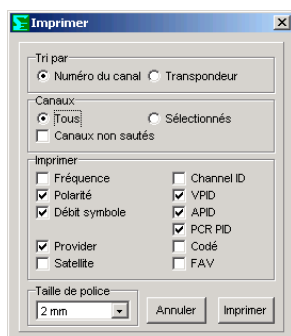 Imprimer
Tri par
Numéro du canal Transpondeur
Canaux
Tous Sélectionnés
Canaux non sautés
Imprimer
Fréquence Channel ID
Polarité VPID
Débit symbole APID
PCR PID
Provider Codé
Satellite FAV
Taille de police
2 mm Annuler Imprimer